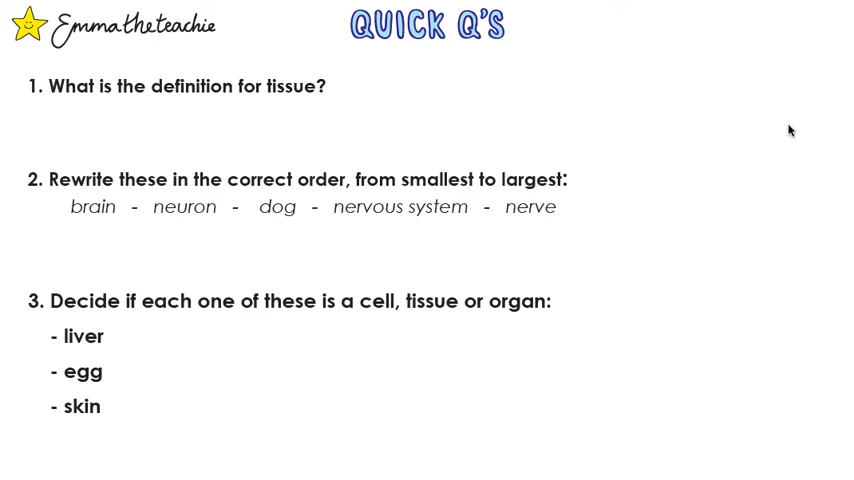 Emmatheteachie
QUICK Q'S
1. What is the definition for tissue?
2. Rewrite these in the correct order, from smallest to largest:
brain - neuron - dog - nervous system - nerve
3. Decide if each one of these is a cell, tissue or organ:
- liver
- egg
- skin